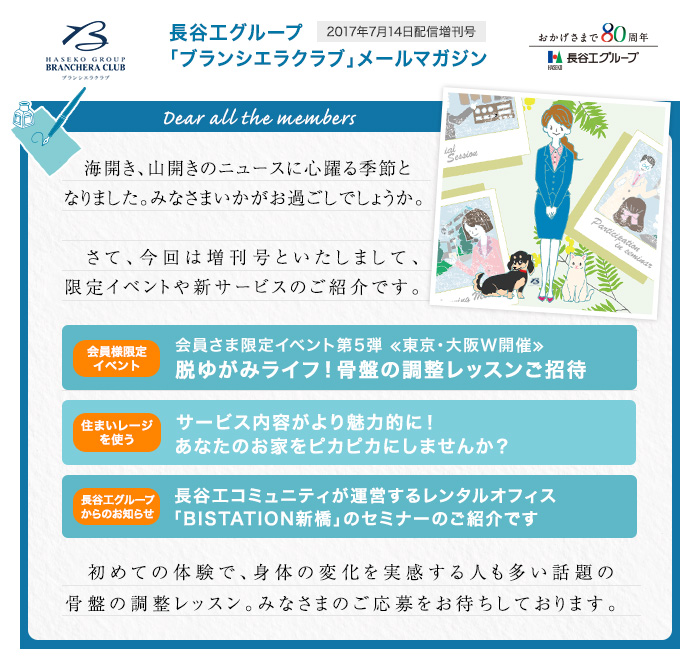 HASEKO GROUP
BRANCHERA CLUB
ブランシエラクラブ
長谷工グループ
2017年7月14日配信増刊号
「ブランシエラクラブ」メールマガジン
おかげさまで80周年
HASEKO
長谷工グループ
Dear all the members
海開き、山開きのニュースに心躍る季節と
なりました。みなさまいかがお過ごしでしょうか。
さて、今回は増刊号といたしまして、
限定イベントや新サービスのご紹介です。
Session
Participation
in seminar
会員様限定
イベント
会員さま限定イベント第5弾 ≪東京・大阪W開催≫
脱ゆがみライフ！骨盤の調整レッスンご招待
住まいレージ
を使う
サービス内容がより魅力的に！
あなたのお家をピカピカにしませんか？
長谷工グループ
からのお知らせ
長谷工コミュニティが運営するレンタルオフィス
「BISTATION新橋」のセミナーのご紹介です
初めての体験で、身体の変化を実感する人も多い話題の
骨盤の調整レッスン。みなさまのご応募をお待ちしております。